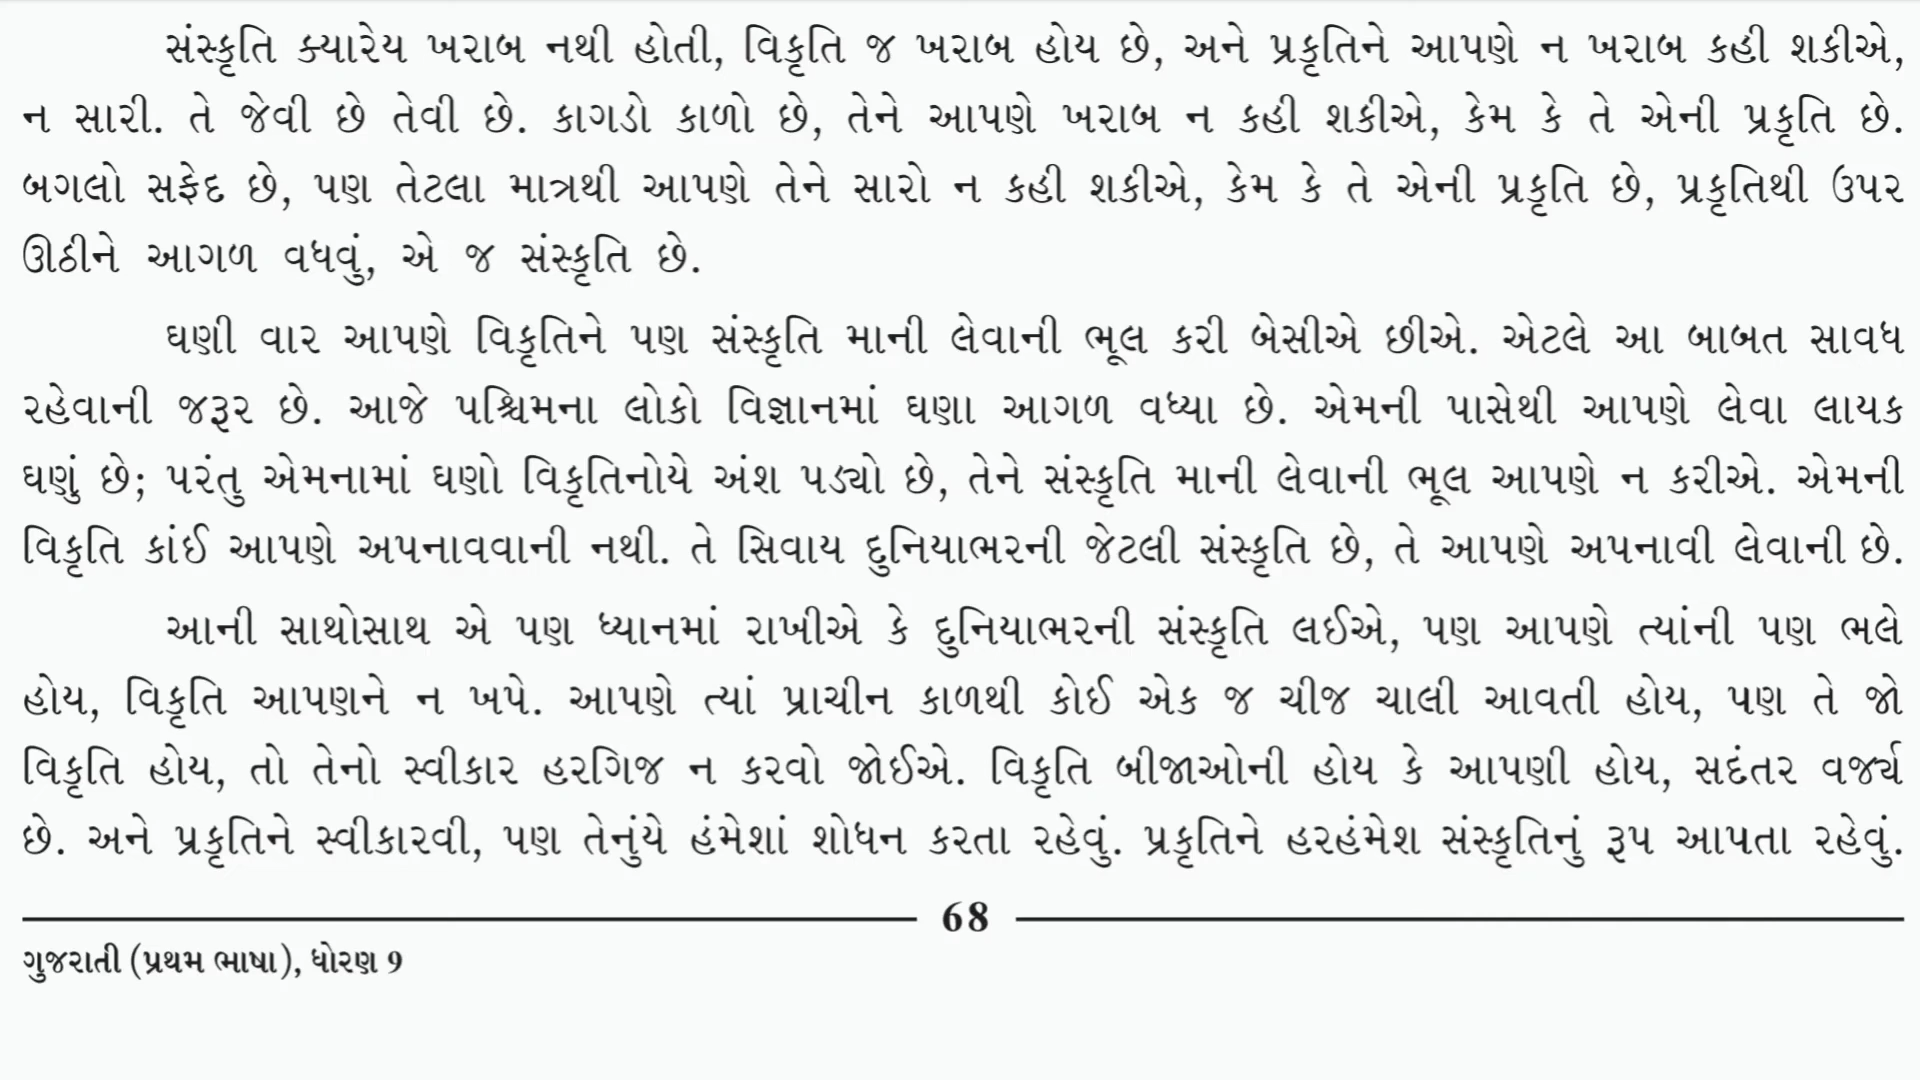 સંસ્કૃતિ ક્યારેય ખરાબ નથી હોતી, વિકૃતિ જ ખરાબ હોય છે, અને પ્રકૃતિને આપણે ન ખરાબ કહી શકીએ,
ન સારી. તે જેવી છે તેવી છે. કાગડો કાળો છે, તેને આપણે ખરાબ ન કહી શકીએ, કેમ કે તે એની પ્રકૃતિ છે.
બગલો સફેદ છે, પણ તેટલા માત્રથી આપણે તેને સારો ન કહી શકીએ, કેમ કે તે એની પ્રકૃતિ છે, પ્રકૃતિથી ઉપર
ઊઠીને આગળ વધવું, એ જ સંસ્કૃતિ છે.
ઘણી વાર આપણે વિકૃતિને પણ સંસ્કૃતિ માની લેવાની ભૂલ કરી બેસીએ છીએ. એટલે આ બાબત સાવધ
રહેવાની જરૂર છે. આજે પશ્ચિમના લોકો વિજ્ઞાનમાં ઘણા આગળ વધ્યા છે. એમની પાસેથી આપણે લેવા લાયક
ઘણું છે; પરંતુ એમનામાં ઘણો વિકૃતિનોયે અંશ પડ્યો છે, તેને સંસ્કૃતિ માની લેવાની ભૂલ આપણે ન કરીએ. એમની
વિકૃતિ કાંઈ આપણે અપનાવવાની નથી. તે સિવાય દુનિયાભરની જેટલી સંસ્કૃતિ છે, તે આપણે અપનાવી લેવાની છે.
આની સાથોસાથ એ પણ ધ્યાનમાં રાખીએ કે દુનિયાભરની સંસ્કૃતિ લઈએ, પણ આપણે ત્યાંની પણ ભલે
હોય, વિકૃતિ આપણને ન ખપે. આપણે ત્યાં પ્રાચીન કાળથી કોઈ એક જ ચીજ ચાલી આવતી હોય, પણ તે જો
વિકૃતિ હોય, તો તેનો સ્વીકાર હરગિજ ન કરવો જોઈએ. વિકૃતિ બીજાઓની હોય કે આપણી હોય, સદંતર વર્જ્ય
છે. અને પ્રકૃતિને સ્વીકારવી, પણ તેનુંયે હંમેશાં શોધન કરતા રહેવું. પ્રકૃતિને હરહંમેશ સંસ્કૃતિનું રૂપ આપતા રહેવું.
68
ગુજરાતી (પ્રથમ ભાષા), ધોરણ 9